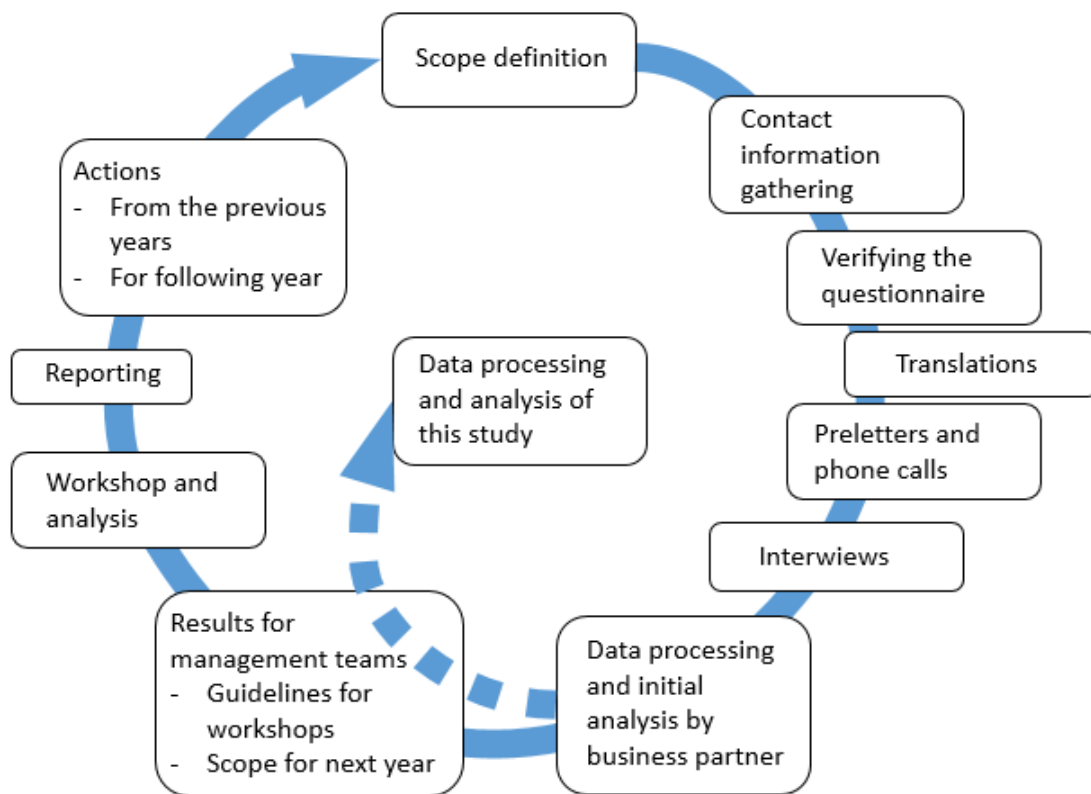 Scope definition
Contact
information
gathering
Verifying the
questionnaire
Translations
Preletters and
phone calls
Interwiews
Data processing
and initial
analysis by
business partner
Data processing
and analysis of
this study
Results for
management teams
- Guidelines for
workshops
- Scope for next year
Workshop and
analysis
Reporting
Actions
- From the previous
years
- For following year